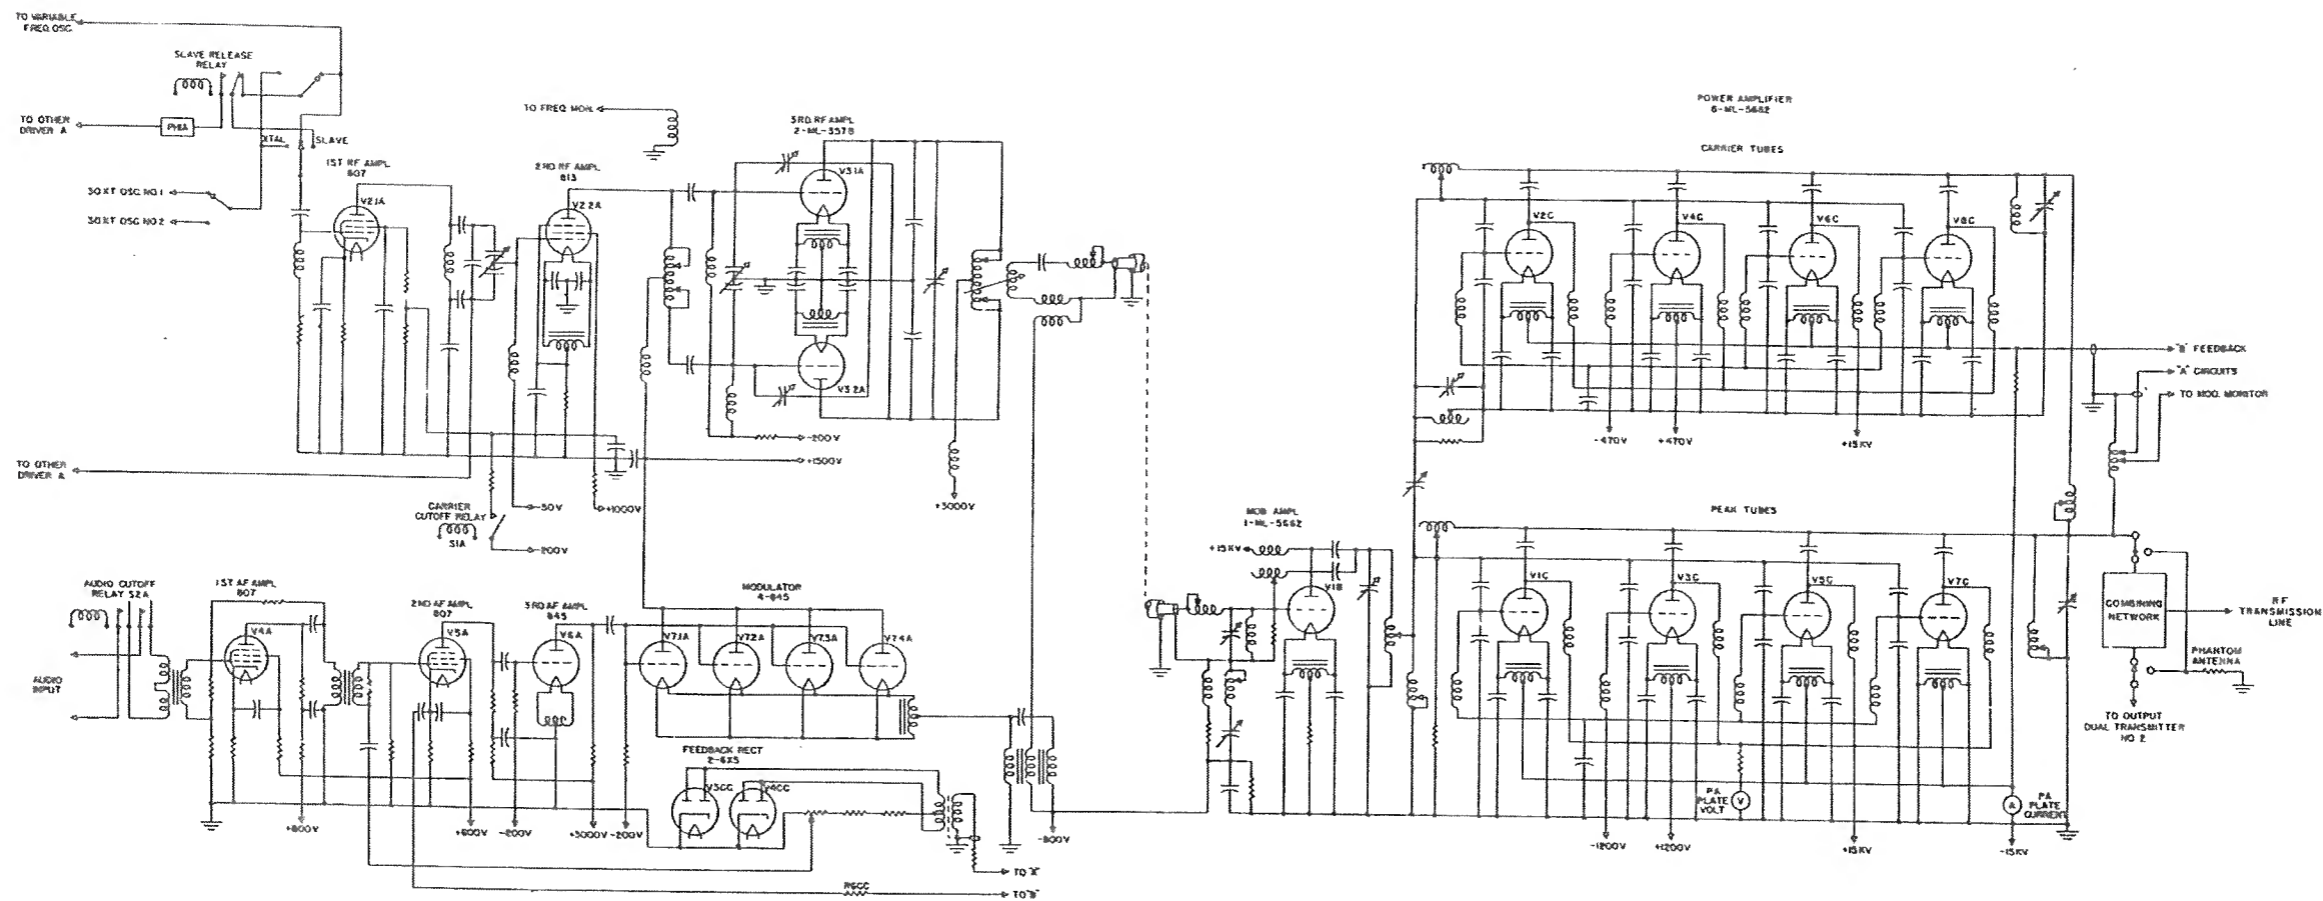 TO VARIABLE
FREQ OSC.
SLAVE RELEASE
RELAY
TO OTHER
DRIVER A
PHIA
XTAL
SLAVE
1ST RF AMPL
807
V21A
30 XT OSC NO 1
30 XT OSC NO 2
2RD RF AMPL
813
V22A
TO FREQ MON.
3RD RF AMPL
2-ML-357B
V31A
V32A
-200V
+1500V
+3000V
TO OTHER
DRIVER A
CARRIER
CUTOFF RELAY
S1A
-50V
+1000V
-200V
POWER AMPLIFIER
8-ML-5682
CARRIER TUBES
V2C
V4C
V6C
V8C
-470V
+470V
+15KV
"B" FEEDBACK
"A" CIRCUITS
TO MOD. MONITOR
PEAK TUBES
MOD AMPL
1-ML-5682
+15KV
V1B
V1C
V3C
V5C
V7C
COMBINING
NETWORK
RF
TRANSMISSION
LINE
PHANTOM
ANTENNA
TO OUTPUT
DUAL TRANSMITTER
NO 2
AUDIO CUTOFF
RELAY S2A
AUDIO
INPUT
1ST AF AMPL
807
V4A
2ND AF AMPL
807
V5A
3RD AF AMPL
845
V6A
MODULATOR
4-845
V71A
V72A
V73A
V74A
FEEDBACK RECT
2-6X5
V3CC
V4CC
+600V
-200V
+3000V
-200V
-800V
R6CC
TO "A"
TO "B"
PA
PLATE
VOLT
V
A
PA
PLATE
CURRENT
-1200V
+1200V
+15KV
-15KV